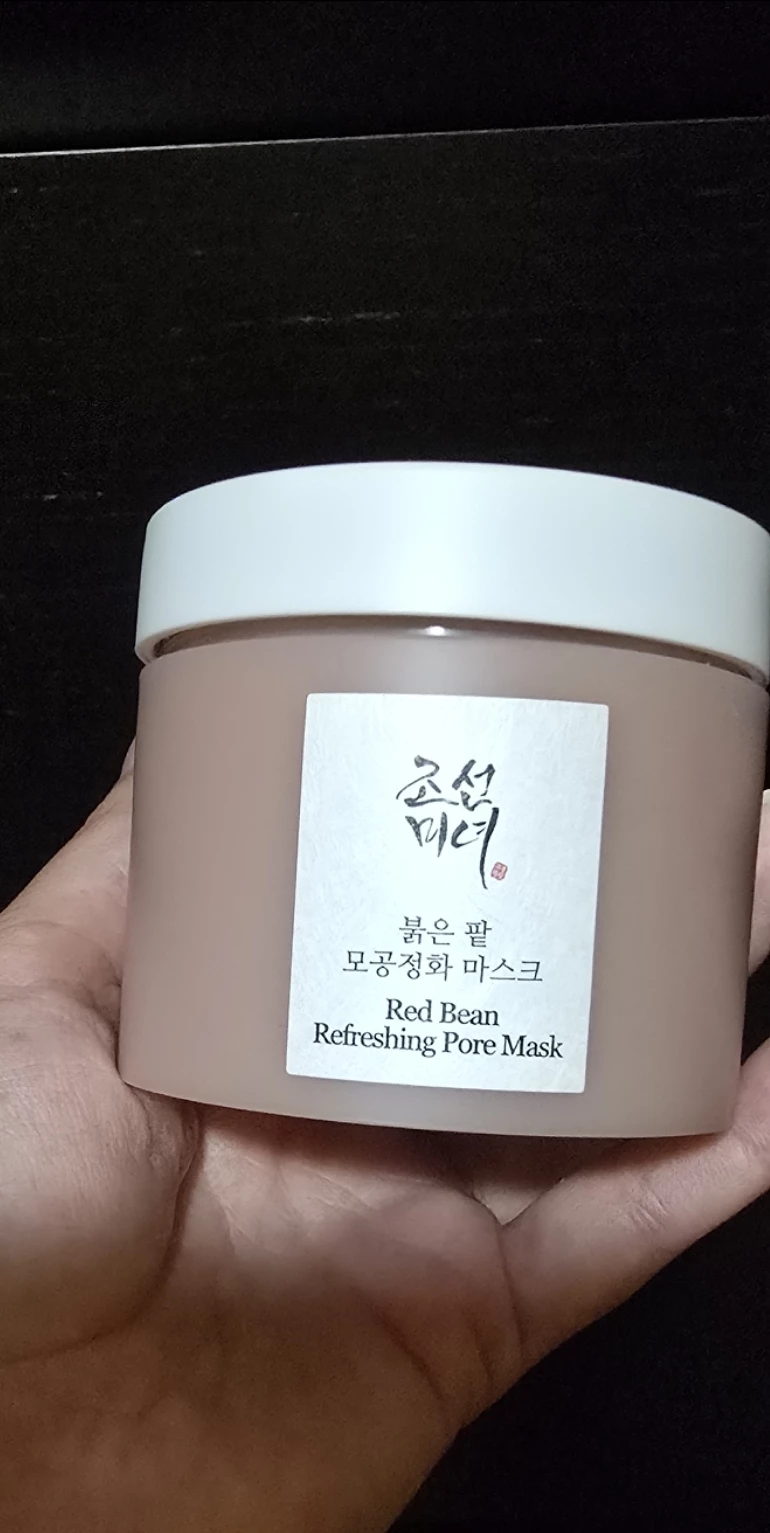 조선
미녀
붉은 팥
모공정화 마스크
Red Bean
Refreshing Pore Mask